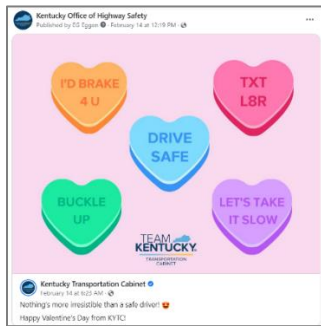 Kentucky Office of Highway Safety
Published by EG Eggen · February 14 at 12:19 PM ·
I'D BRAKE
4 U
TXT
L8R
DRIVE
SAFE
BUCKLE
UP
LET'S TAKE
IT SLOW
TEAM
KENTUCKY
TRANSPORTATION
CABINET
Kentucky Transportation Cabinet
February 14 at 8:23 AM ·
Nothing's more irresistible than a safe driver!
Happy Valentine's Day from KYTC!